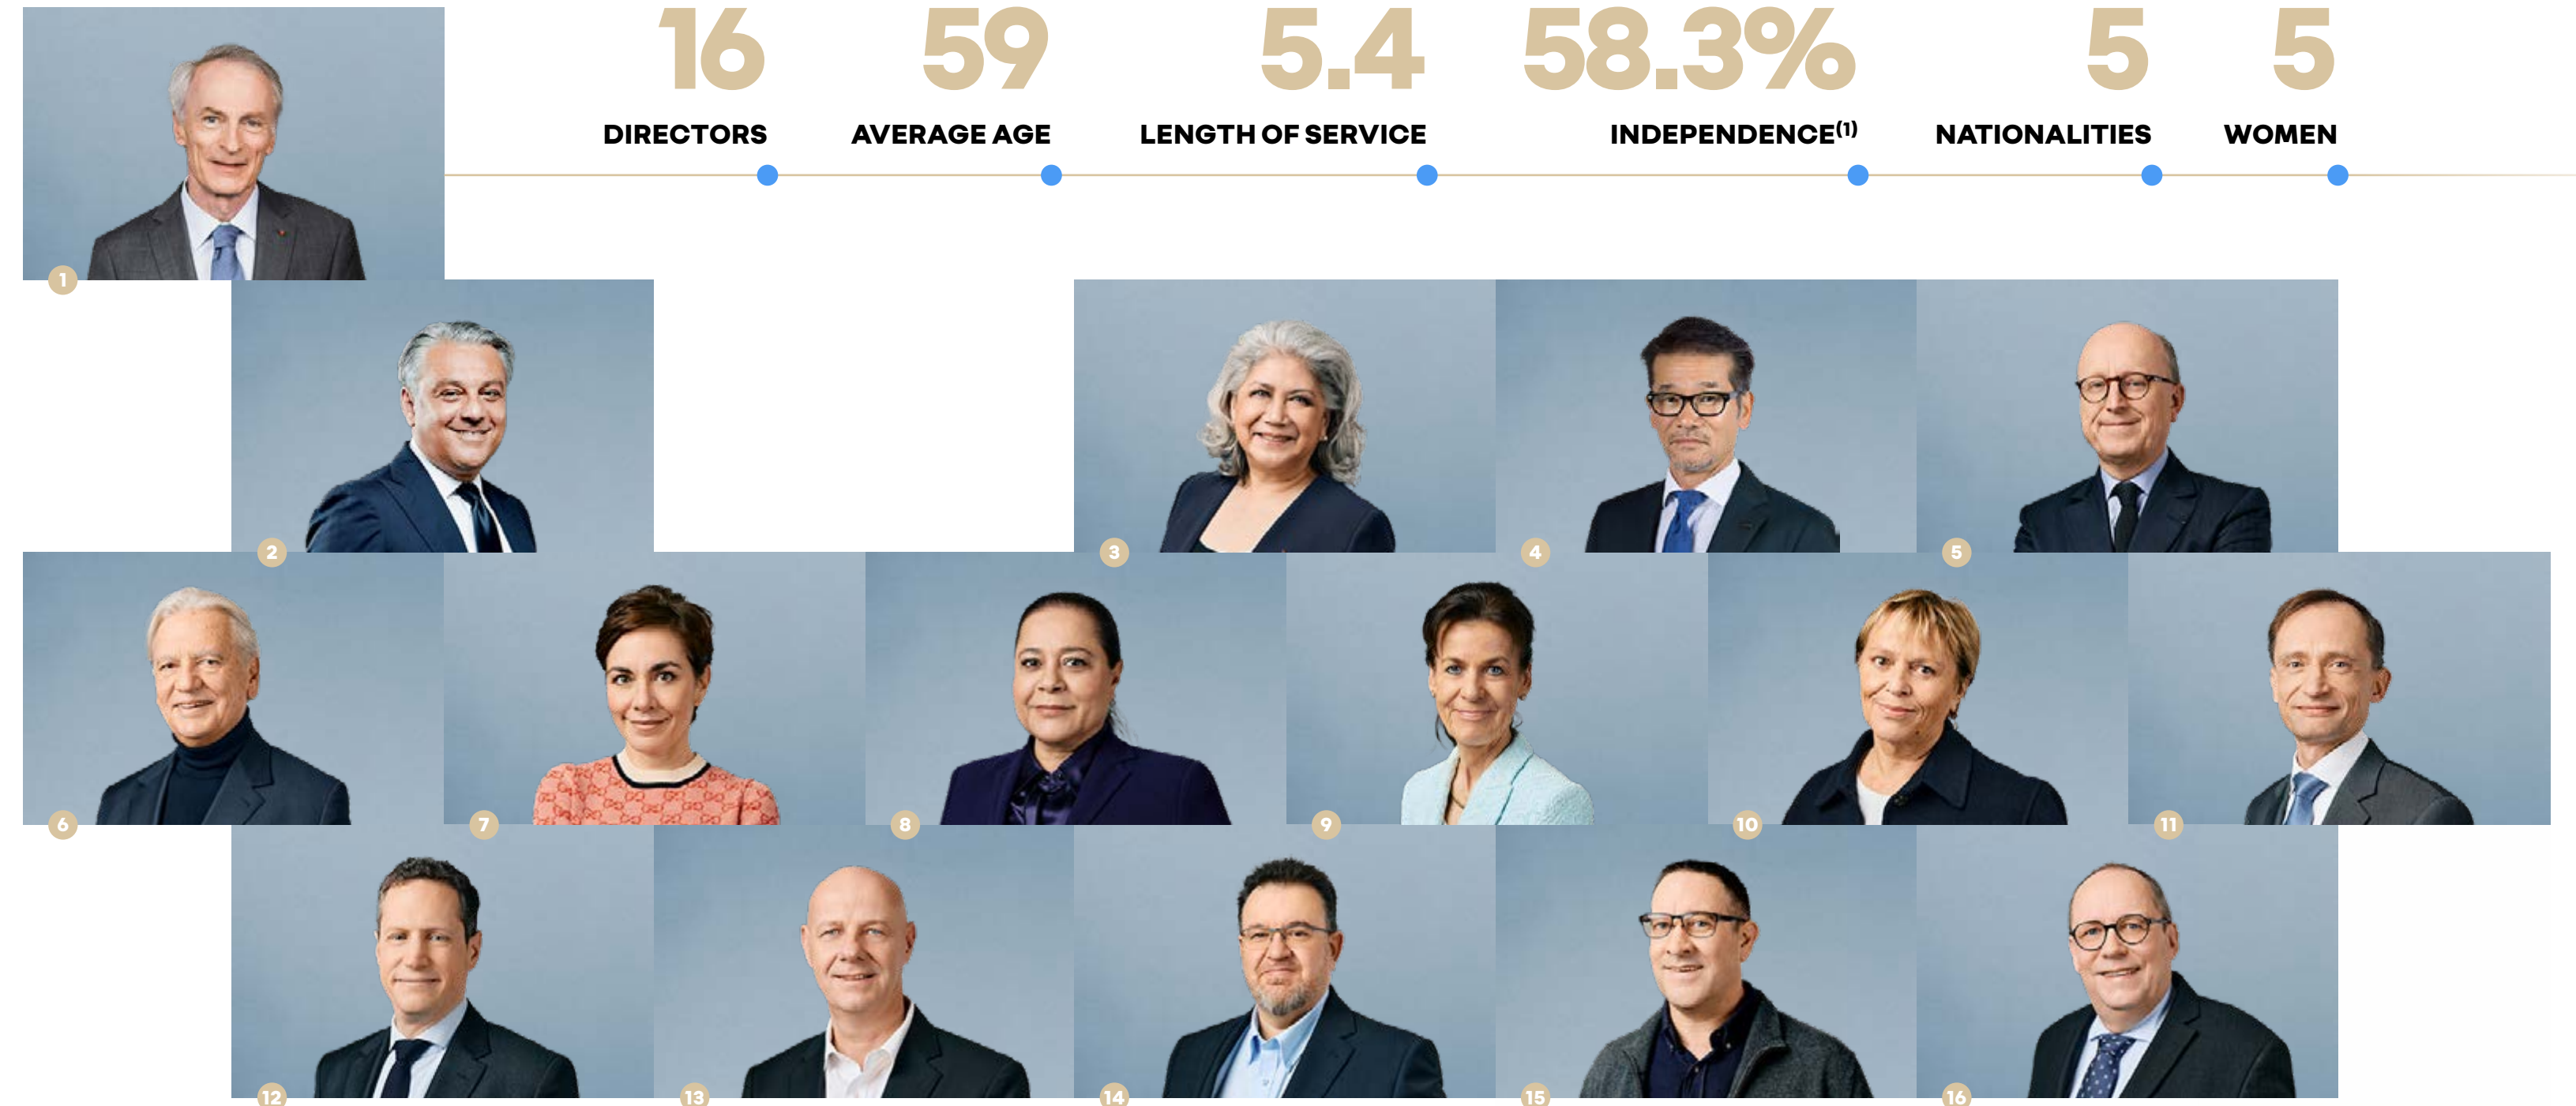 16 59 5.4 58.3% 5 5
DIRECTORS AVERAGE AGE LENGTH OF SERVICE INDEPENDENCE(1) NATIONALITIES WOMEN
1
2 3 4 5
6 7 8 9 10 11
12 13 14 15 16